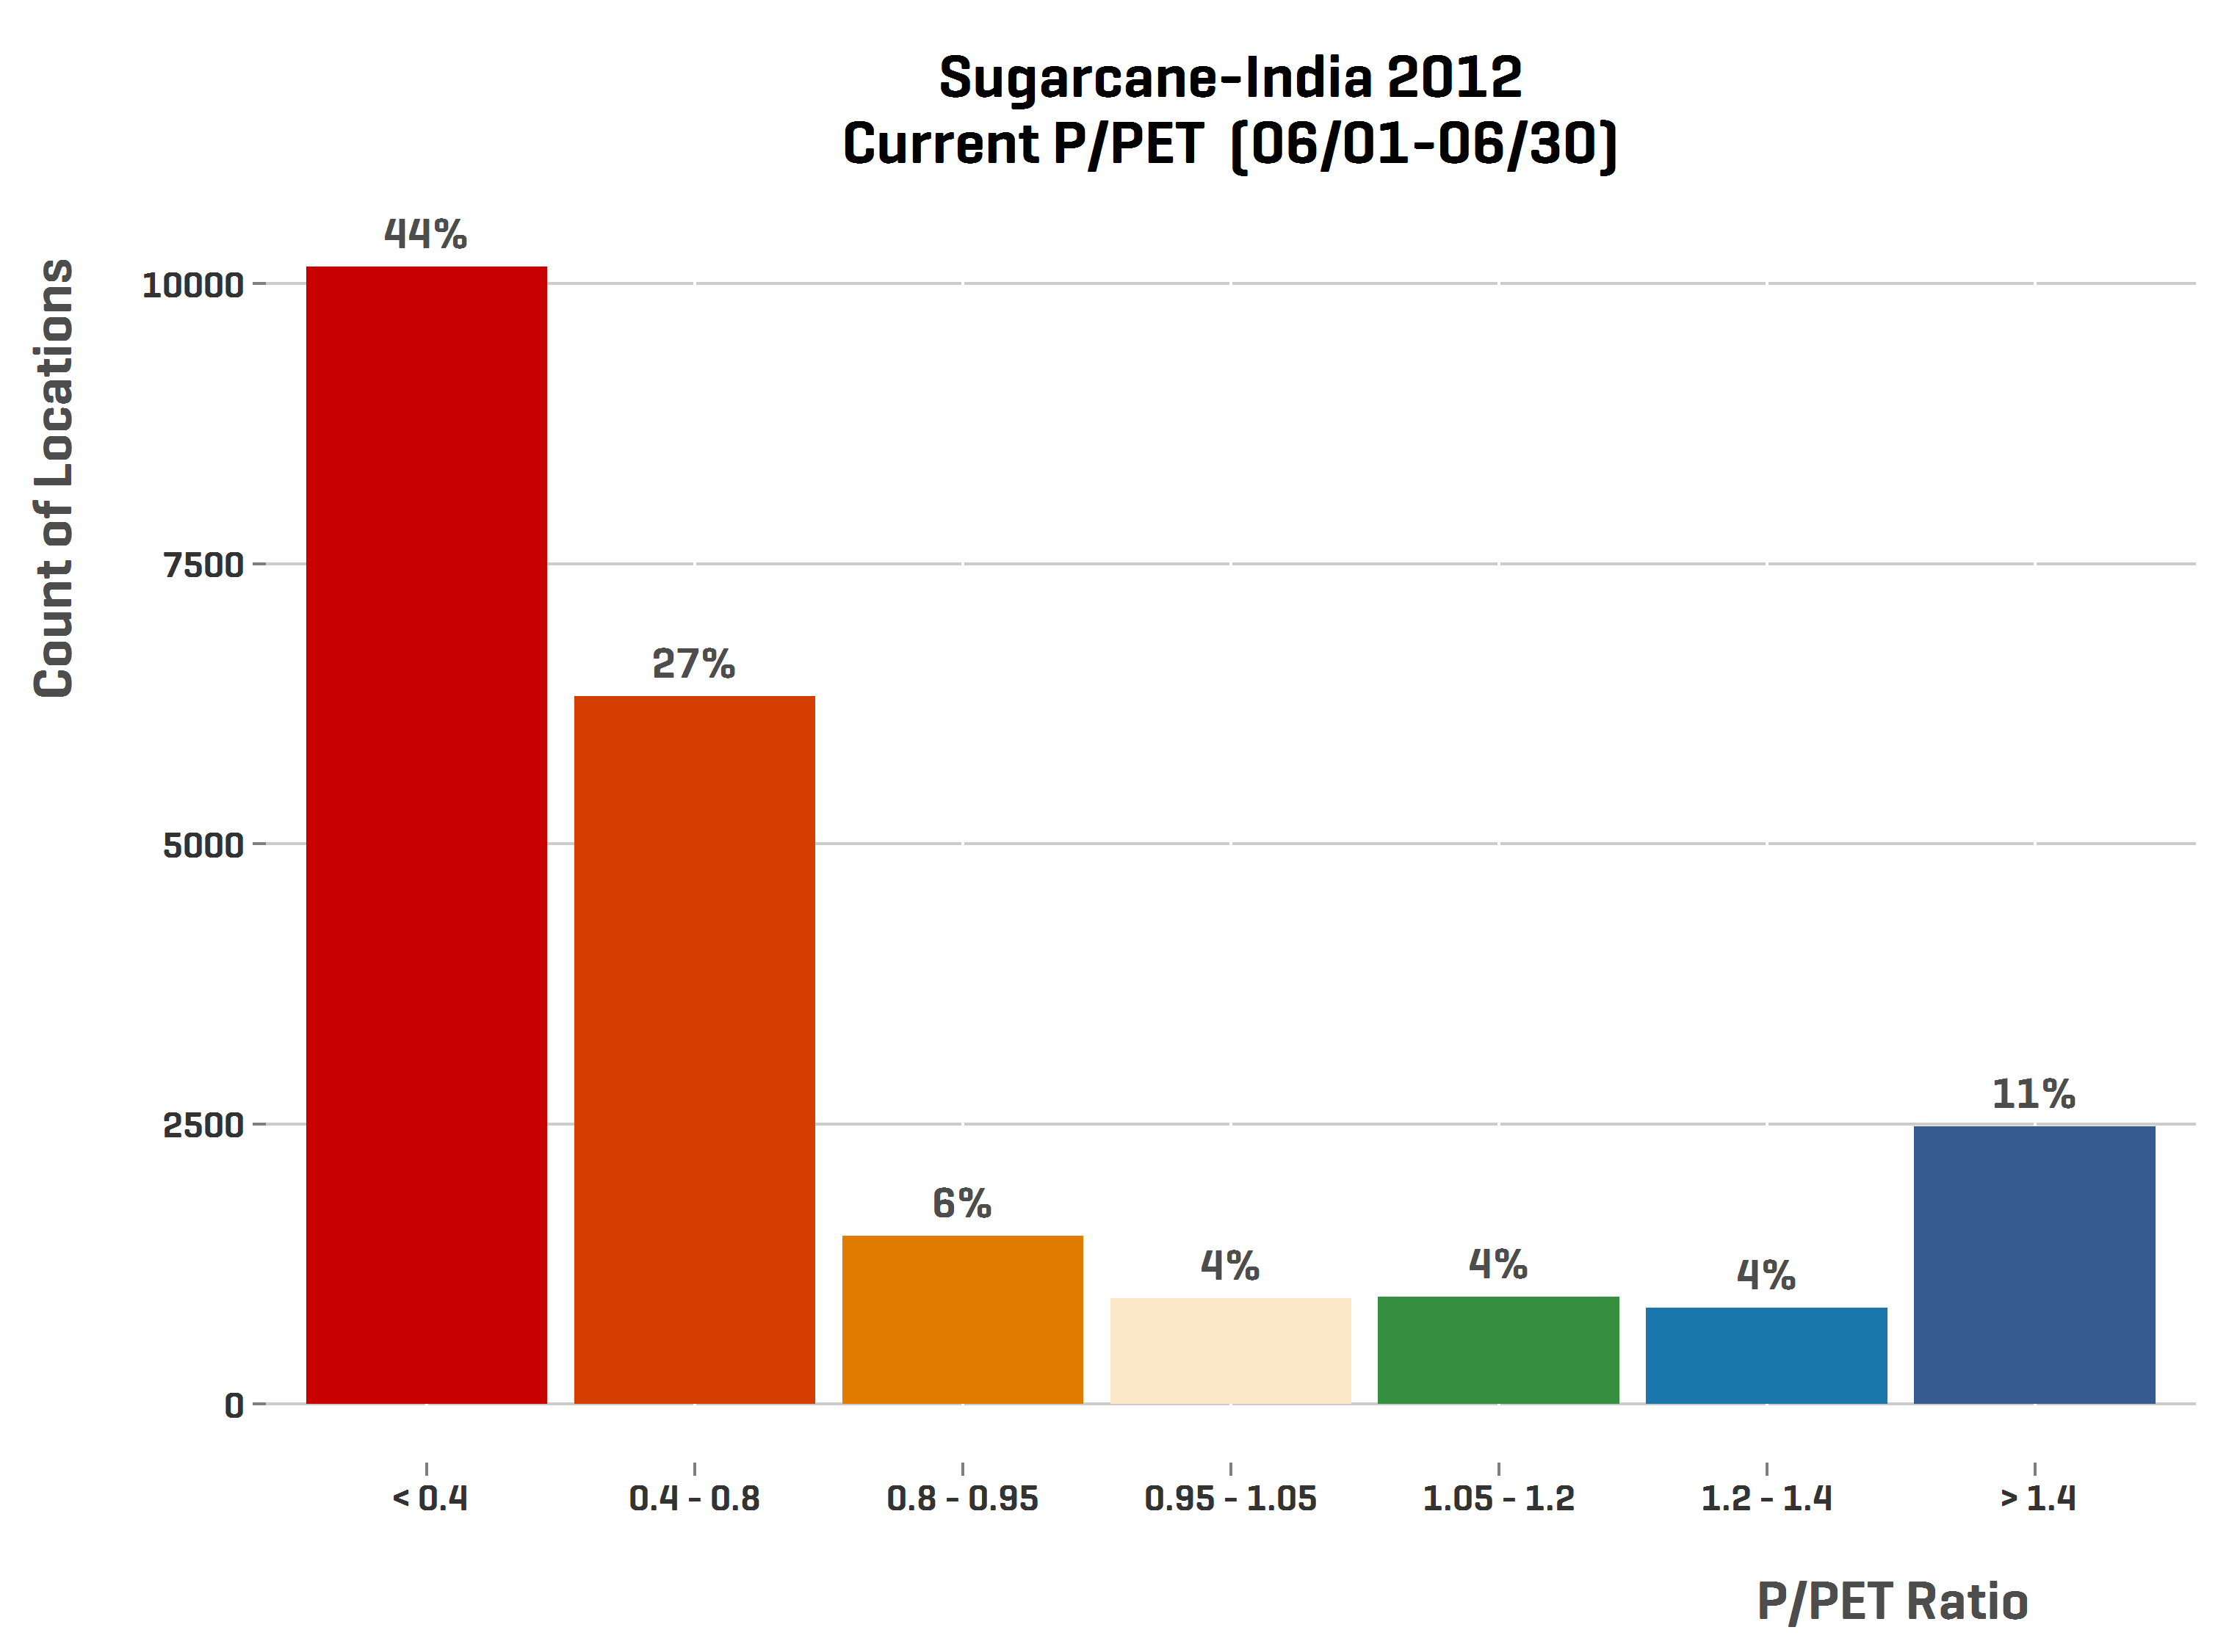 Sugarcane-India 2012
Current P/PET (06/01-06/30)
Count of Locations
10000
7500
5000
2500
0
44%
27%
6%
4%
4%
4%
11%
< 0.4
0.4 - 0.8
0.8 - 0.95
0.95 - 1.05
1.05 - 1.2
1.2 - 1.4
> 1.4
P/PET Ratio